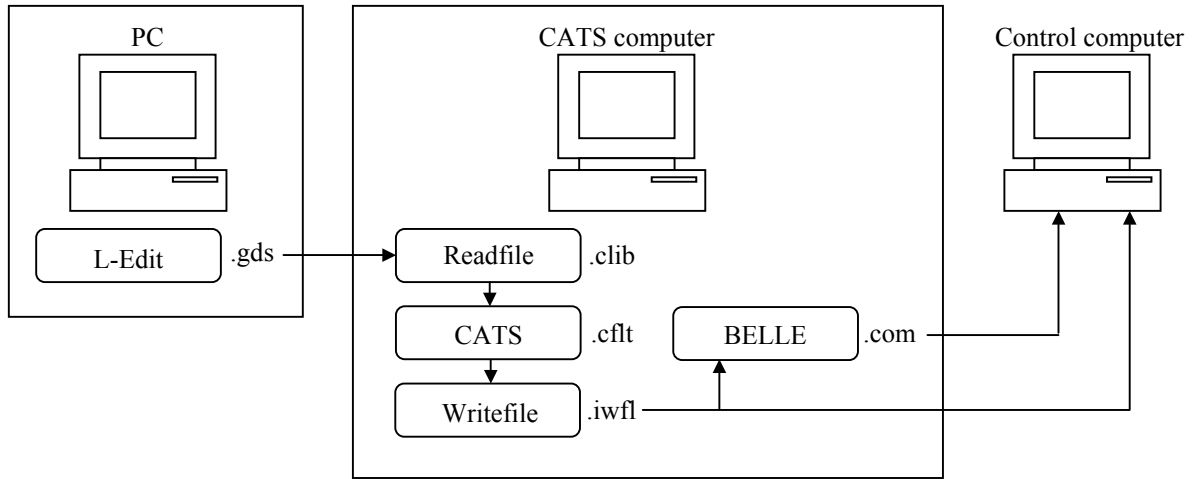 PC
CATS computer
Control computer
L-Edit
.gds
Readfile
.clib
CATS
.cflt
BELLE
.com
Writefile
.iwfl